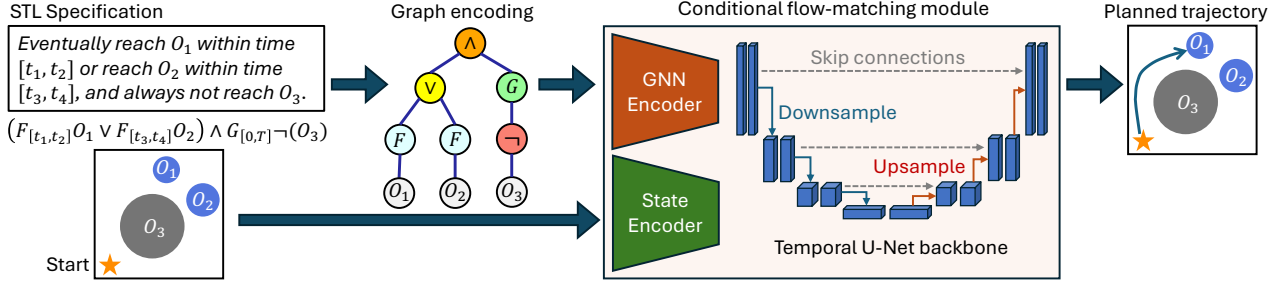 STL Specification
Eventually reach O₁ within time
[t₁, t₂] or reach O₂ within time
[t₃, t₄], and always not reach O₃.
(F[t₁,t₂]O₁ ∨ F[t₃,t₄]O₂) ∧ G[0,T]¬(O₃)
O₁
O₂
O₃
Start
Graph encoding
∧
∨
G
F
F
¬
O₁
O₂
O₃
Conditional flow-matching module
GNN
Encoder
State
Encoder
Skip connections
Downsample
Upsample
Temporal U-Net backbone
Planned trajectory
O₁
O₂
O₃